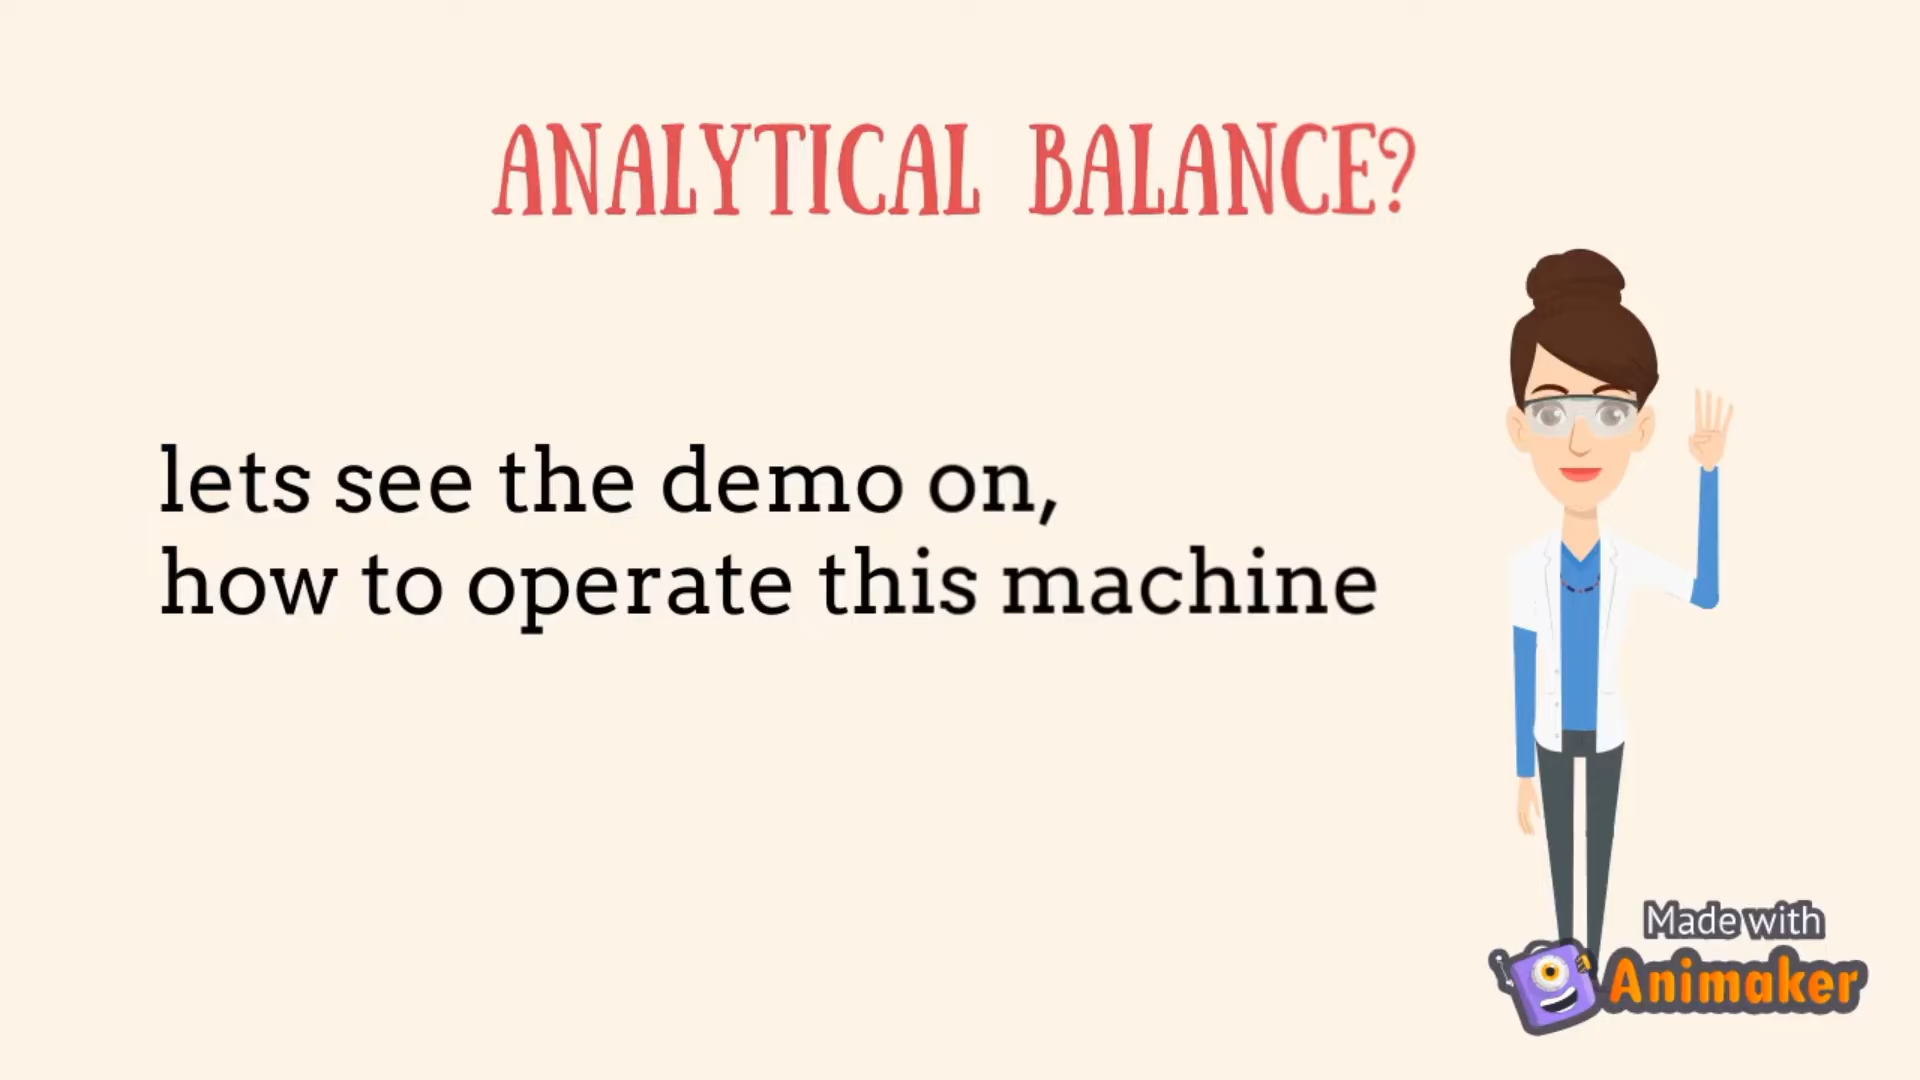 ANALYTICAL BALANCE?
lets see the demo on,
how to operate this machine
Made with
Animaker